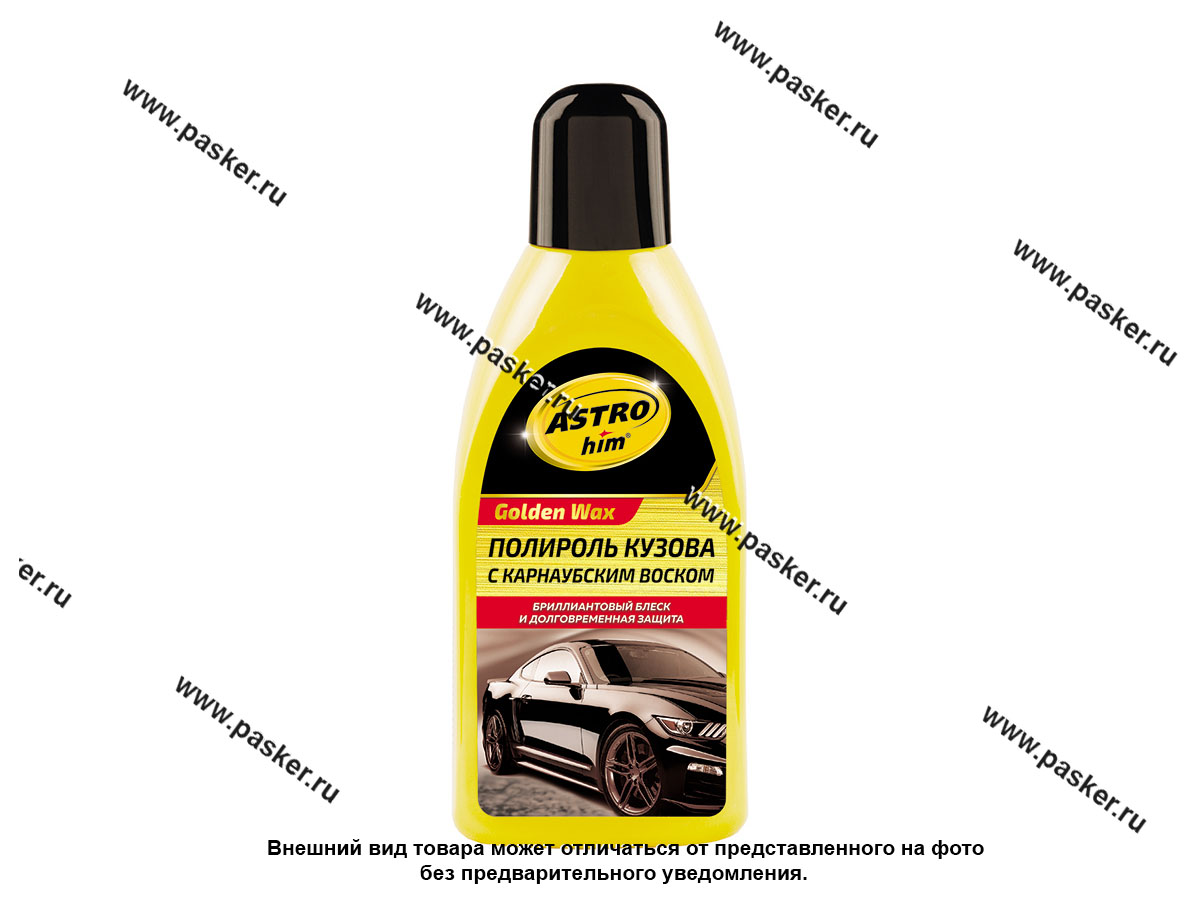 www.pasker.ru
www.pasker.ru
www.pasker.ru
www.pasker.ru
ASTRO
him®
Golden Wax
www.pasker.ru
ПОЛИРОЛЬ КУЗОВА
С КАРНАУБСКИМ ВОСКОМ
er.ru
БРИЛЛИАНТОВЫЙ БЛЕСК
И ДОЛГОВРЕМЕННАЯ ЗАЩИТА
www.pasker.ru
www.pasker.ru
Внешний вид товара может отличаться от представленного на фото
без предварительного уведомления.